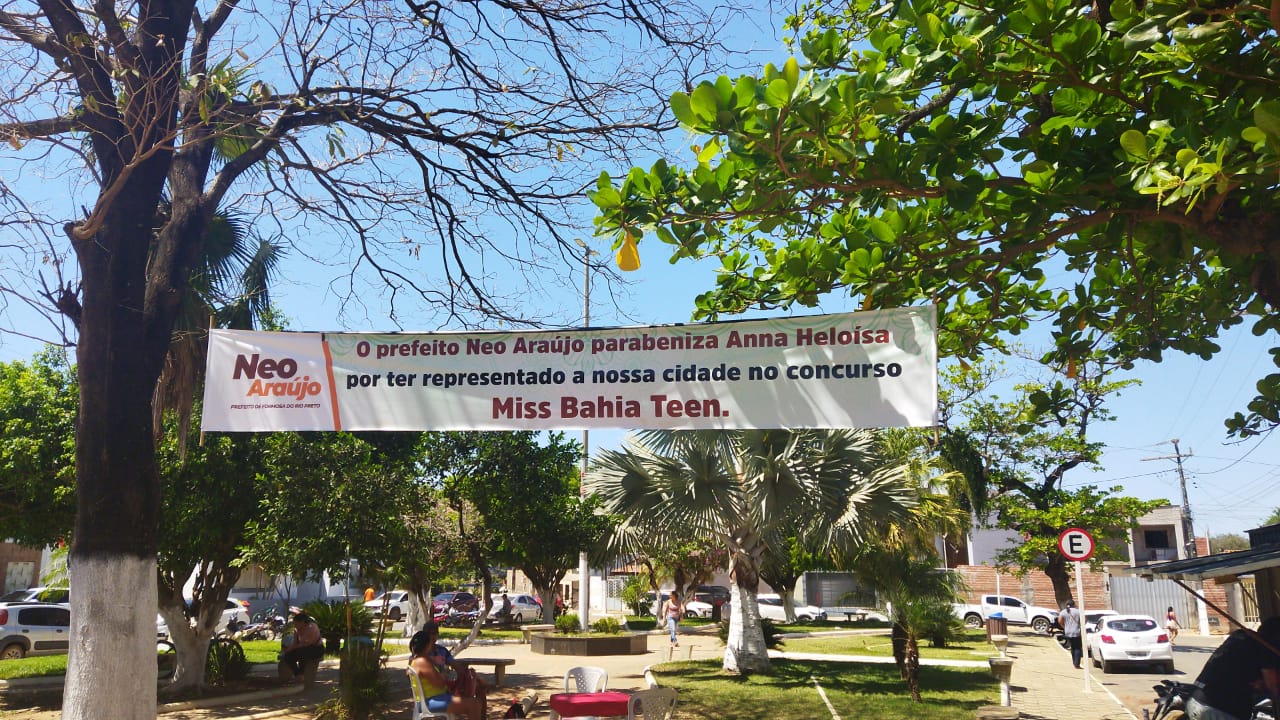 Neo
Araújo
PREFEITO DE FORMOSA DO RIO PRETO
O prefeito Neo Araújo parabeniza Anna Heloísa
por ter representado a nossa cidade no concurso
Miss Bahia Teen.
E